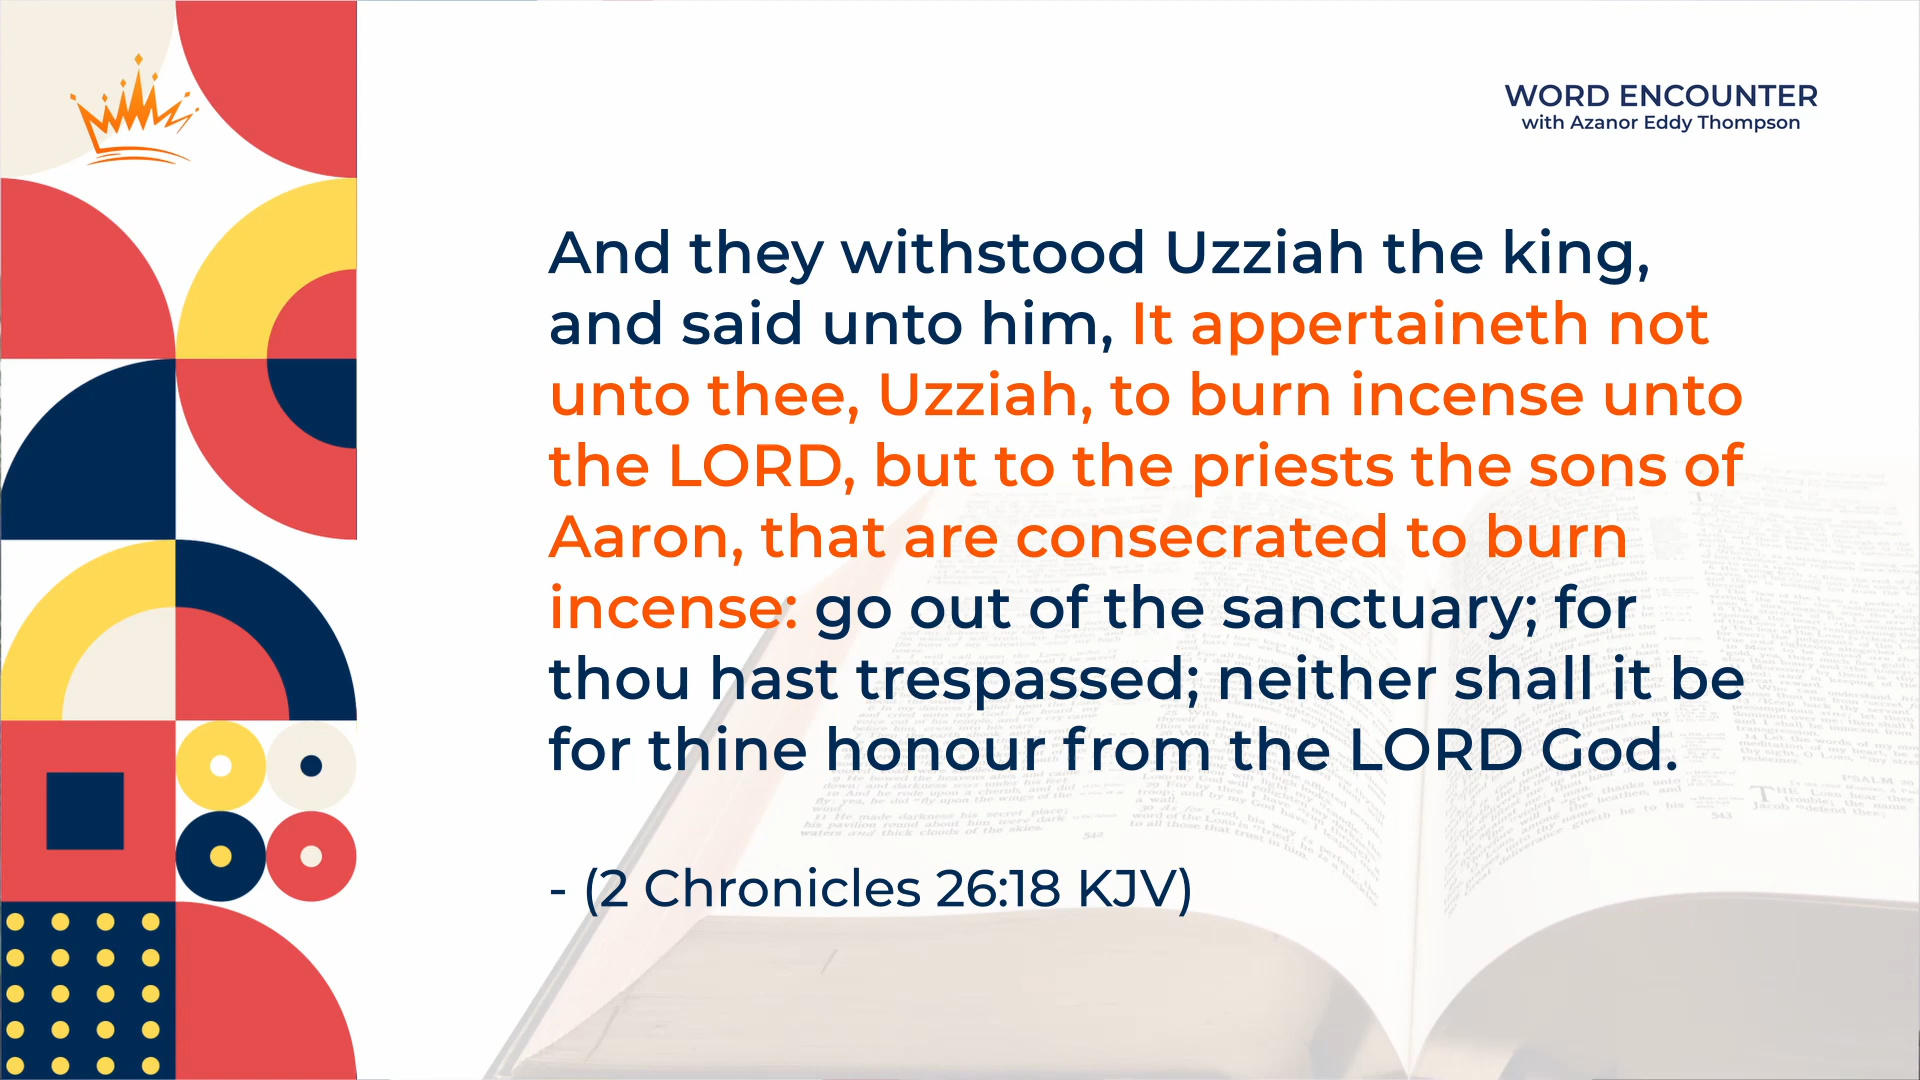 WORD ENCOUNTER
with Azanor Eddy Thompson
And they withstood Uzziah the king,
and said unto him, It appertaineth not
unto thee, Uzziah, to burn incense unto
the LORD, but to the priests the sons of
Aaron, that are consecrated to burn
incense: go out of the sanctuary; for
thou hast trespassed; neither shall it be
for thine honour from the LORD God.
- (2 Chronicles 26:18 KJV)